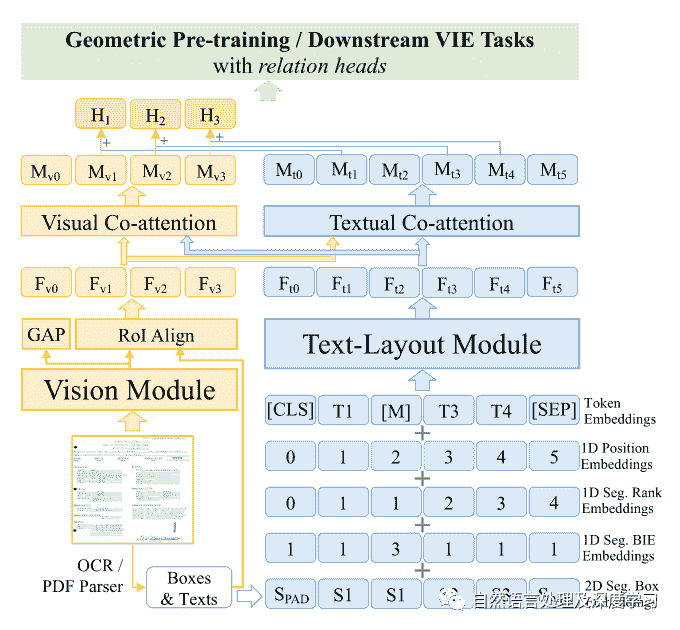 Geometric Pre-training / Downstream VIE Tasks
with relation heads
H1 H2 H3
+ + +
Mv0 Mv1 Mv2 Mv3 Mt0 Mt1 Mt2 Mt3 Mt4 Mt5
Visual Co-attention Textual Co-attention
Fv0 Fv1 Fv2 Fv3 Ft0 Ft1 Ft2 Ft3 Ft4 Ft5
GAP RoI Align
Text-Layout Module
Vision Module
[CLS] T1 [M] T3 T4 [SEP] Token
Embeddings
+
0 1 2 3 4 5 1D Position
Embeddings
+
0 1 1 2 3 4 1D Seg. Rank
Embeddings
+
1 1 3 1 1 1 1D Seg. BIE
Embeddings
+
OCR /
PDF Parser
Boxes
& Texts
SPAD S1 S1 2D Seg. Box
自然语言处理及深度学习